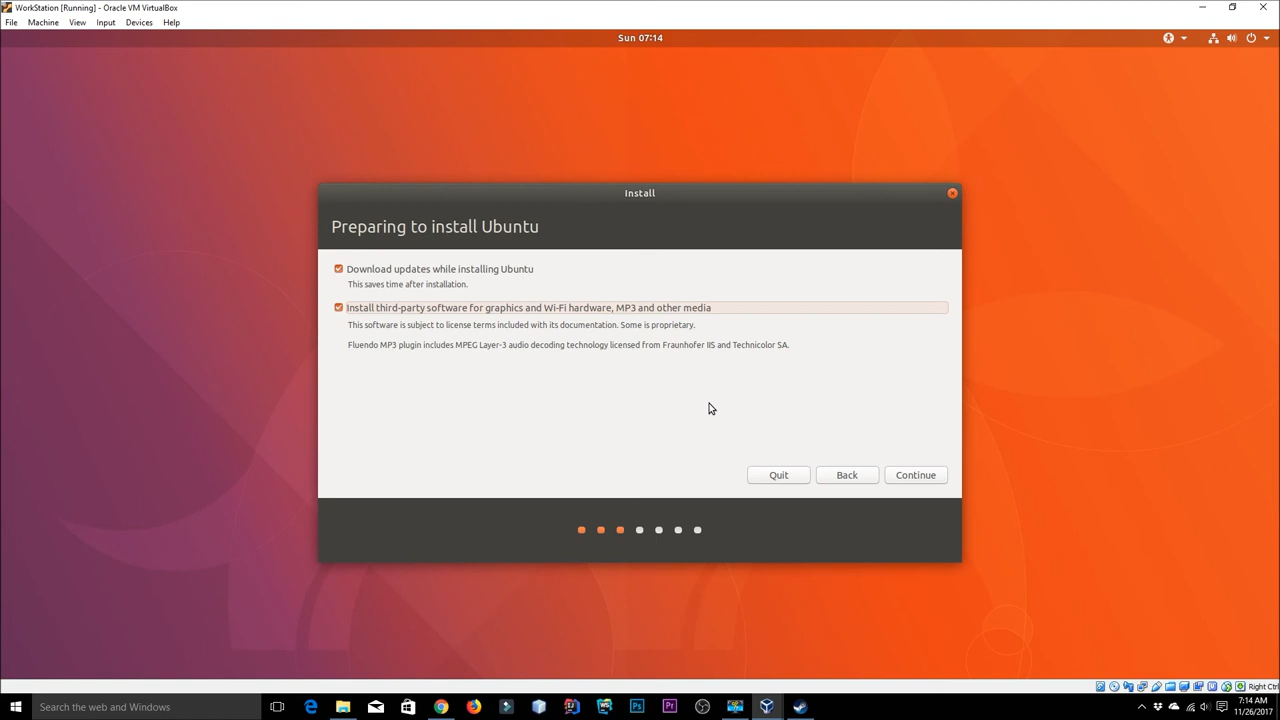 WorkStation [Running] - Oracle VM VirtualBox
File Machine View Input Devices Help
Sun 07:14
Install
Preparing to install Ubuntu
Download updates while installing Ubuntu
This saves time after installation.
Install third-party software for graphics and Wi-Fi hardware, MP3 and other media
This software is subject to license terms included with its documentation. Some is proprietary.
Fluendo MP3 plugin includes MPEG Layer-3 audio decoding technology licensed from Fraunhofer IIS and Technicolor SA.
Quit Back Continue
Right Ctrl
Search the web and Windows
Ps
Pr
7:14 AM
11/26/2017